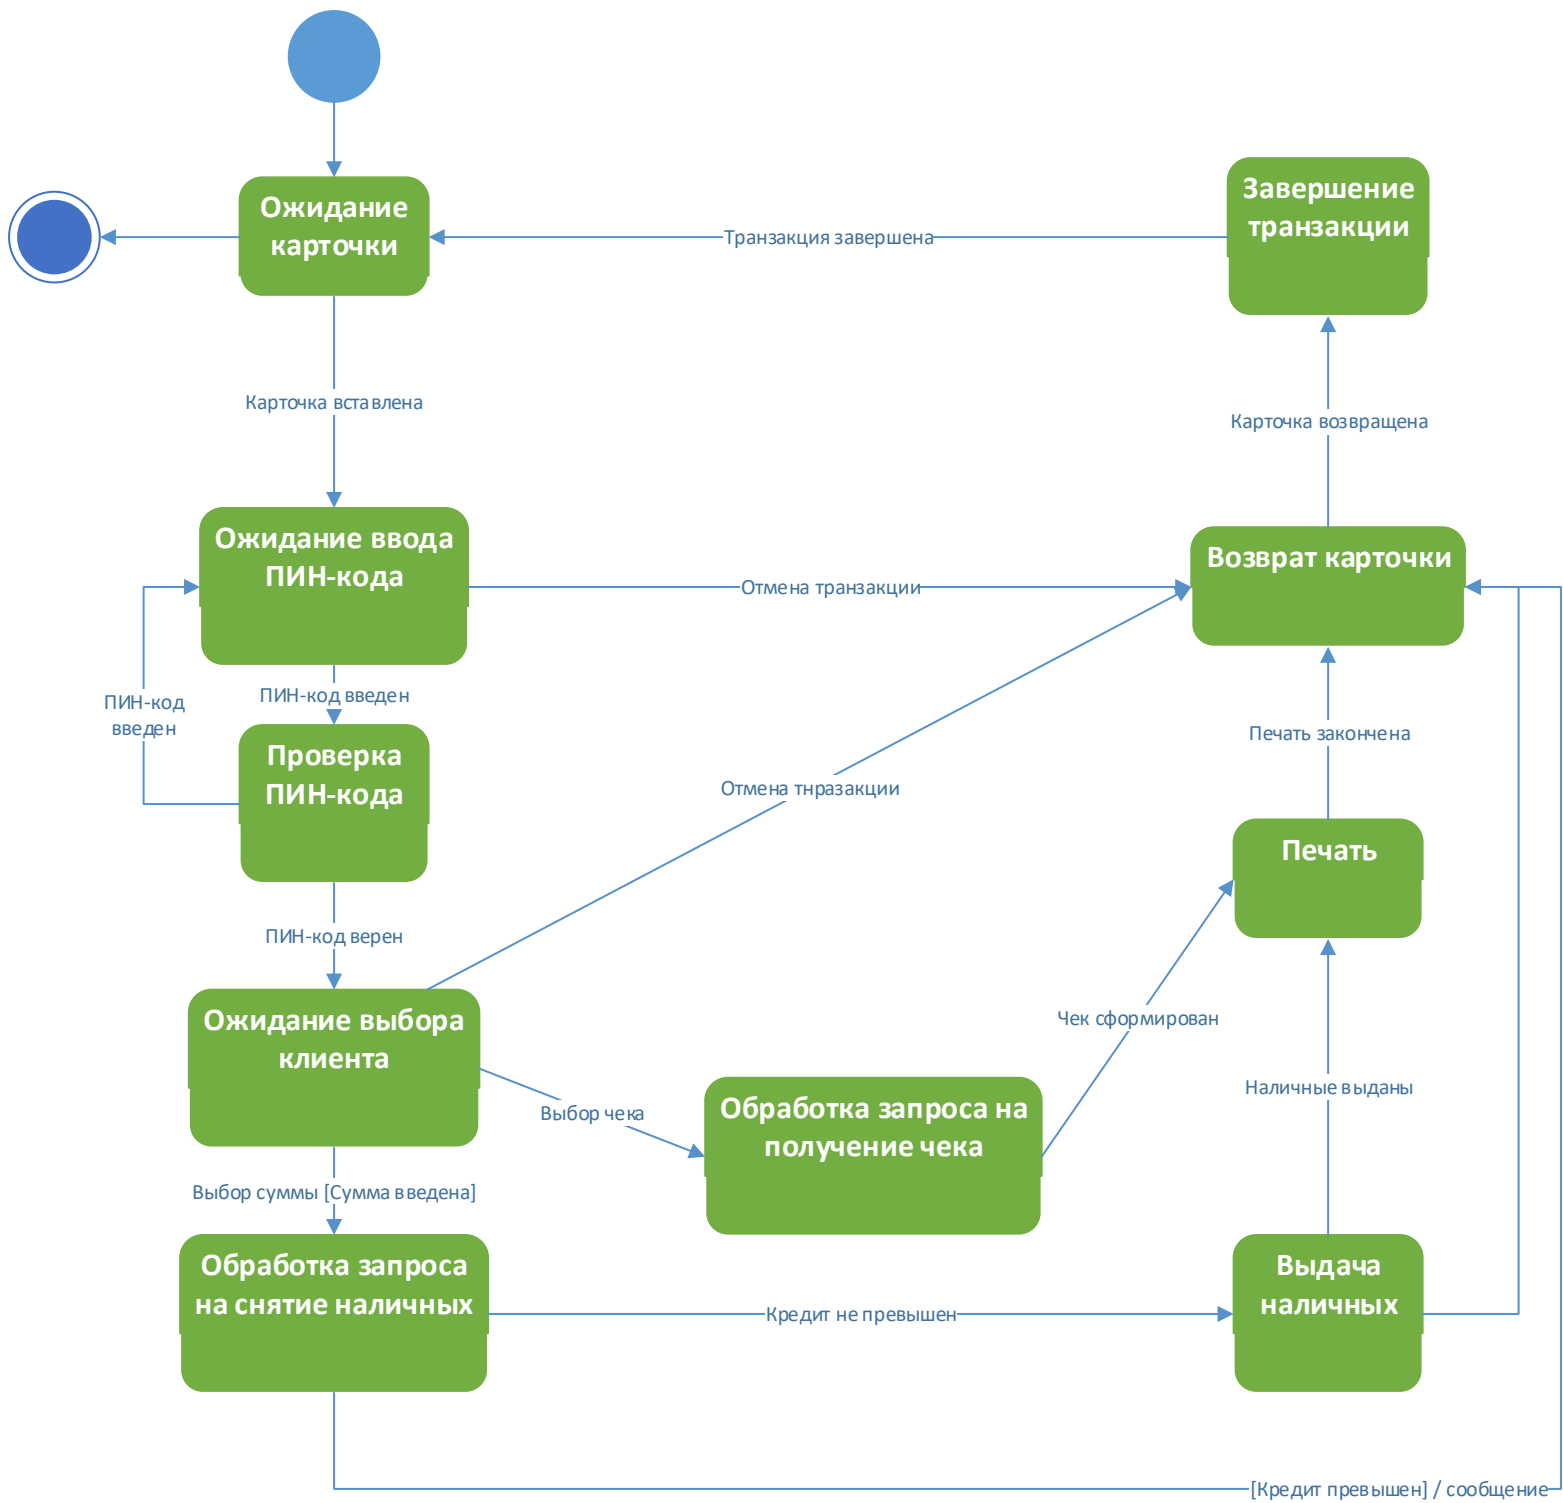 Ожидание
карточки
Завершение
транзакции
Транзакция завершена
Карточка вставлена
Карточка возвращена
Ожидание ввода
ПИН-кода
Возврат карточки
Отмена транзакции
ПИН-код введен
ПИН-код
введен
Проверка
ПИН-кода
Печать закончена
Отмена тнразакции
Печать
ПИН-код верен
Ожидание выбора
клиента
Чек сформирован
Выбор чека
Обработка запроса на
получение чека
Наличные выданы
Выбор суммы [Сумма введена]
Обработка запроса
на снятие наличных
Выдача
наличных
Кредит не превышен
[Кредит превышен] / сообщение